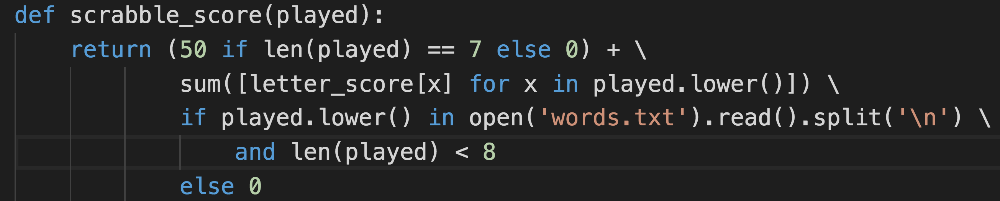 def scrabble_score(played):
    return (50 if len(played) == 7 else 0) + \
            sum([letter_score[x] for x in played.lower()]) \
            if played.lower() in open('words.txt').read().split('\n') \
                and len(played) < 8
            else 0